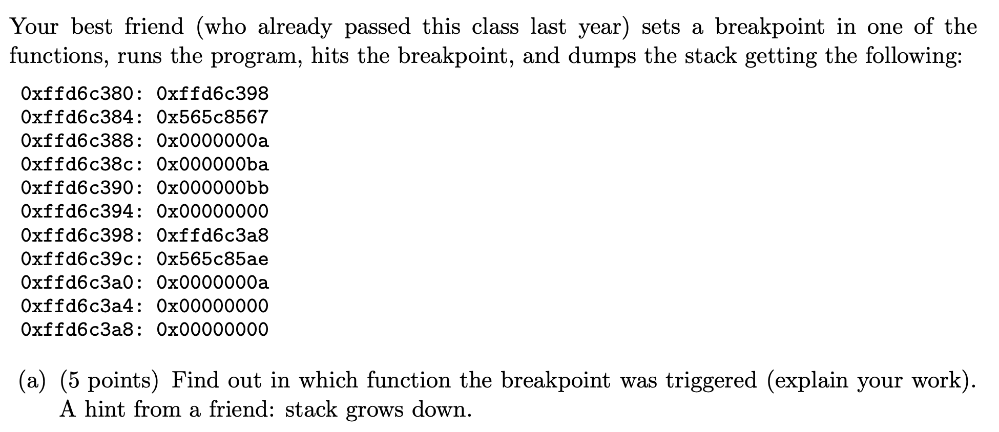 Your best friend (who already passed this class last year) sets a breakpoint in one of the
functions, runs the program, hits the breakpoint, and dumps the stack getting the following:
0xffd6c380: 0xffd6c398
0xffd6c384: 0x565c8567
0xffd6c388: 0x0000000a
0xffd6c38c: 0x000000ba
0xffd6c390: 0x000000bb
0xffd6c394: 0x00000000
0xffd6c398: 0xffd6c3a8
0xffd6c39c: 0x565c85ae
0xffd6c3a0: 0x0000000a
0xffd6c3a4: 0x00000000
0xffd6c3a8: 0x00000000
(a) (5 points) Find out in which function the breakpoint was triggered (explain your work).
A hint from a friend: stack grows down.